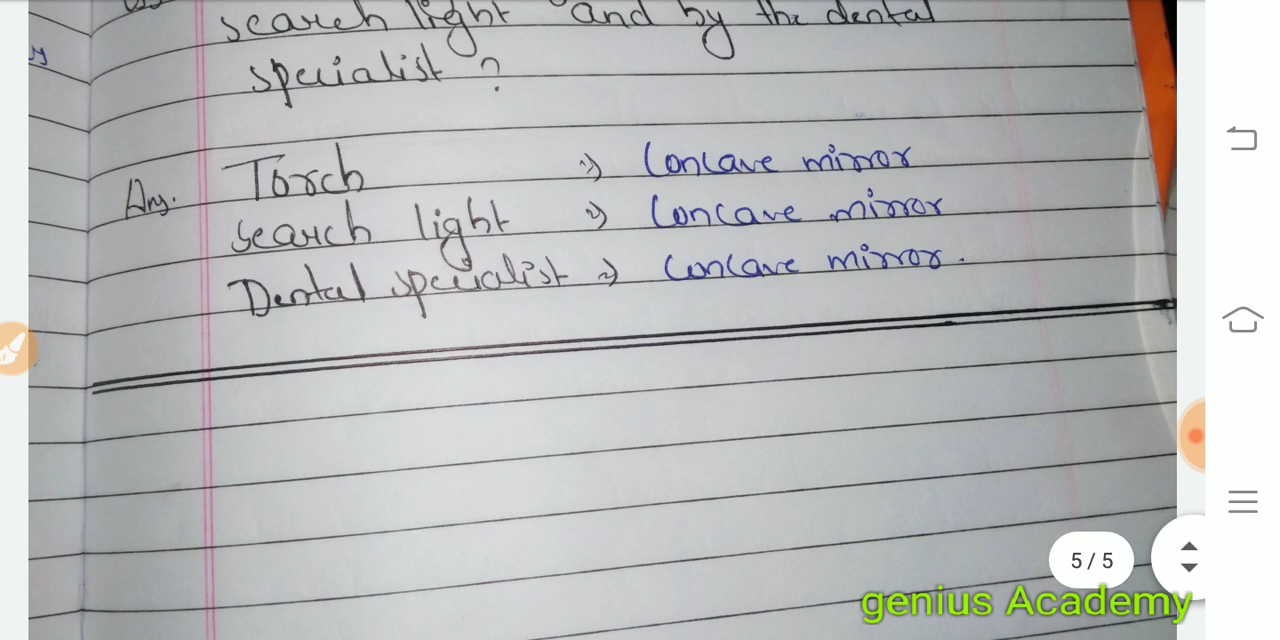 search light and by the dental
specialist ?
Ans. Torch => Concave mirror
search light => Concave mirror
Dental specialist => Concave mirror.
5 / 5
genius Academy